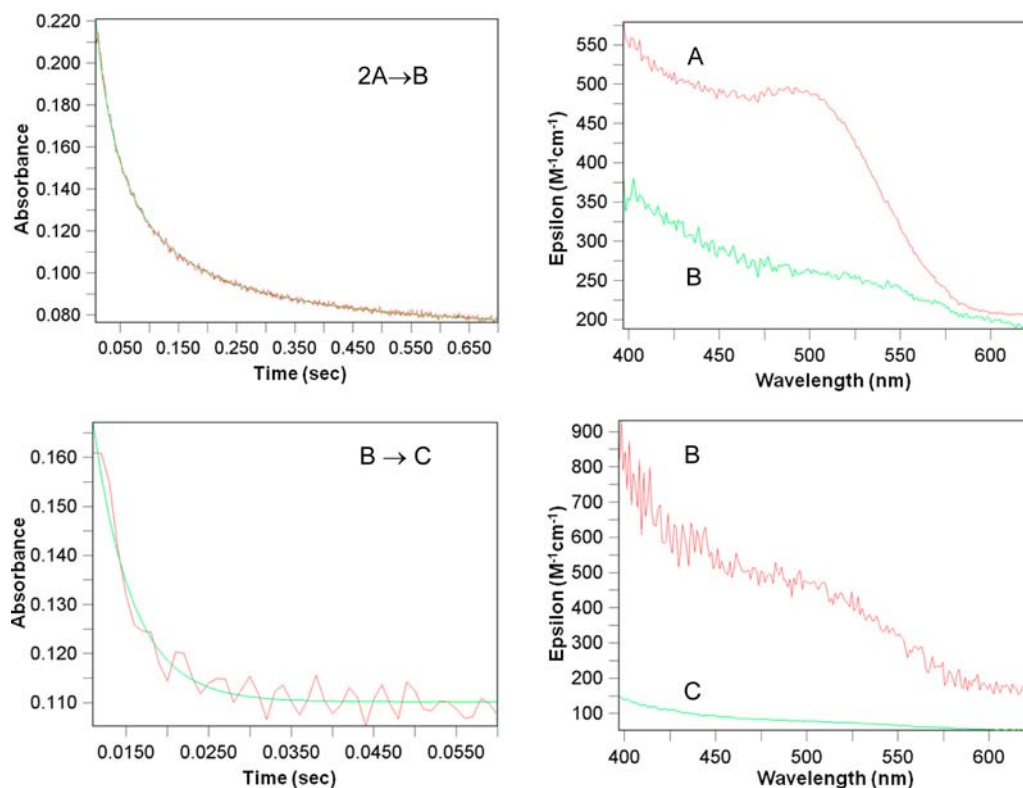 0.220
0.200
0.180
0.160
0.140
0.120
0.100
0.080
Absorbance
2A→B
0.050 0.150 0.250 0.350 0.450 0.550 0.650
Time (sec)
550
500
450
400
350
300
250
200
Epsilon (M⁻¹cm⁻¹)
A
B
400 450 500 550 600
Wavelength (nm)
0.160
0.150
0.140
0.130
0.120
0.110
Absorbance
B → C
0.0150 0.0250 0.0350 0.0450 0.0550
Time (sec)
900
800
700
600
500
400
300
200
100
Epsilon (M⁻¹cm⁻¹)
B
C
400 450 500 550 600
Wavelength (nm)